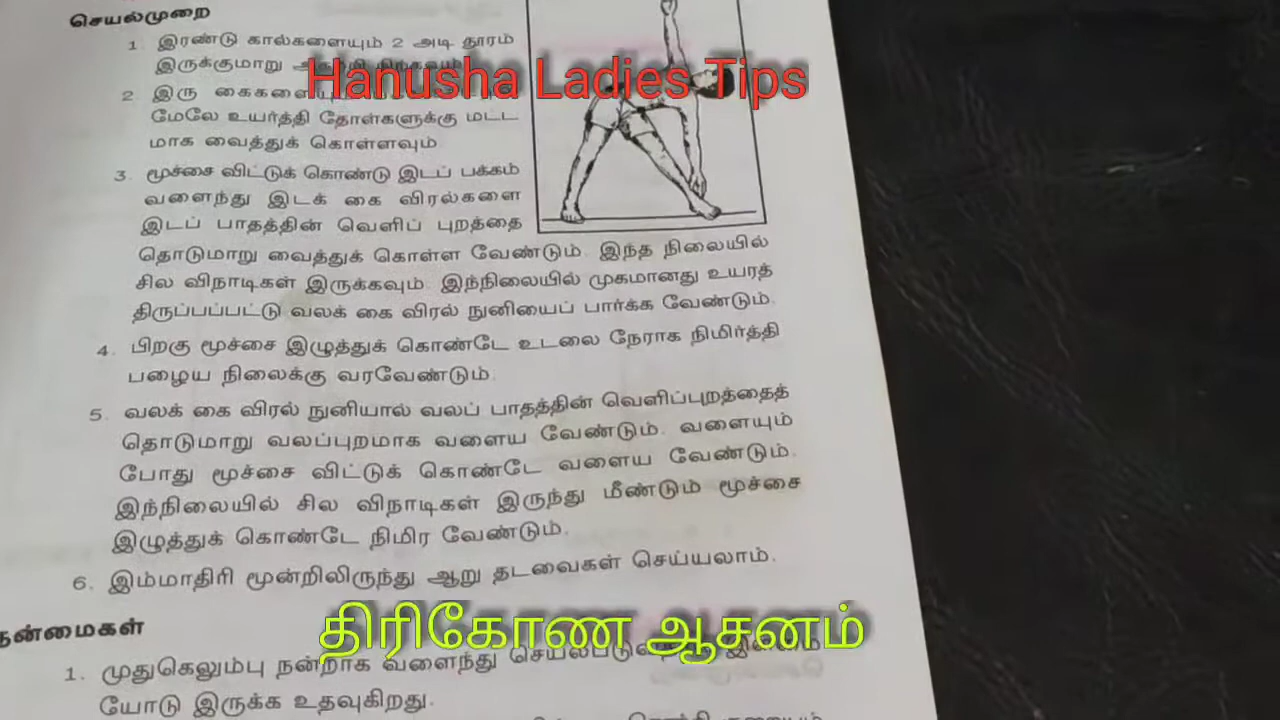 செயல்முறை
1. இரண்டு கால்களையும் 2 அடி தூரம்
இருக்குமாறு
Hanusha Ladies Tips
2 இரு கைகளையும்
மேலே உயர்த்தி தோள்களுக்கு மட்ட
மாக வைத்துக் கொள்ளவும்
3. மூச்சை விட்டுக் கொண்டு இடப் பக்கம்
வளைந்து இடக் கை விரல்களை
இடப் பாதத்தின் வெளிப் புறத்தை
தொடுமாறு வைத்துக் கொள்ள வேண்டும். இந்த நிலையில்
சில விநாடிகள் இருக்கவும். இந்நிலையில் முகமானது உயரத்
திருப்பப்பட்டு வலக் கை விரல் நுனியைப் பார்க்க வேண்டும்.
4. பிறகு மூச்சை இழுத்துக் கொண்டே உடலை நேராக நிமிர்த்தி
பழைய நிலைக்கு வரவேண்டும்.
5. வலக் கை விரல் நுனியால் வலப் பாதத்தின் வெளிப்புறத்தைத்
தொடுமாறு வலப்புறமாக வளைய வேண்டும். வளையும்
போது மூச்சை விட்டுக் கொண்டே வளைய வேண்டும்.
இந்நிலையில் சில விநாடிகள் இருந்து மீண்டும் மூச்சை
இழுத்துக் கொண்டே நிமிர வேண்டும்.
6. இம்மாதிரி மூன்றிலிருந்து ஆறு தடவைகள் செய்யலாம்.
நன்மைகள்
திரிகோண ஆசனம்
1. முதுகெலும்பு நன்றாக வளைந்து
யோடு இருக்க உதவுகிறது.